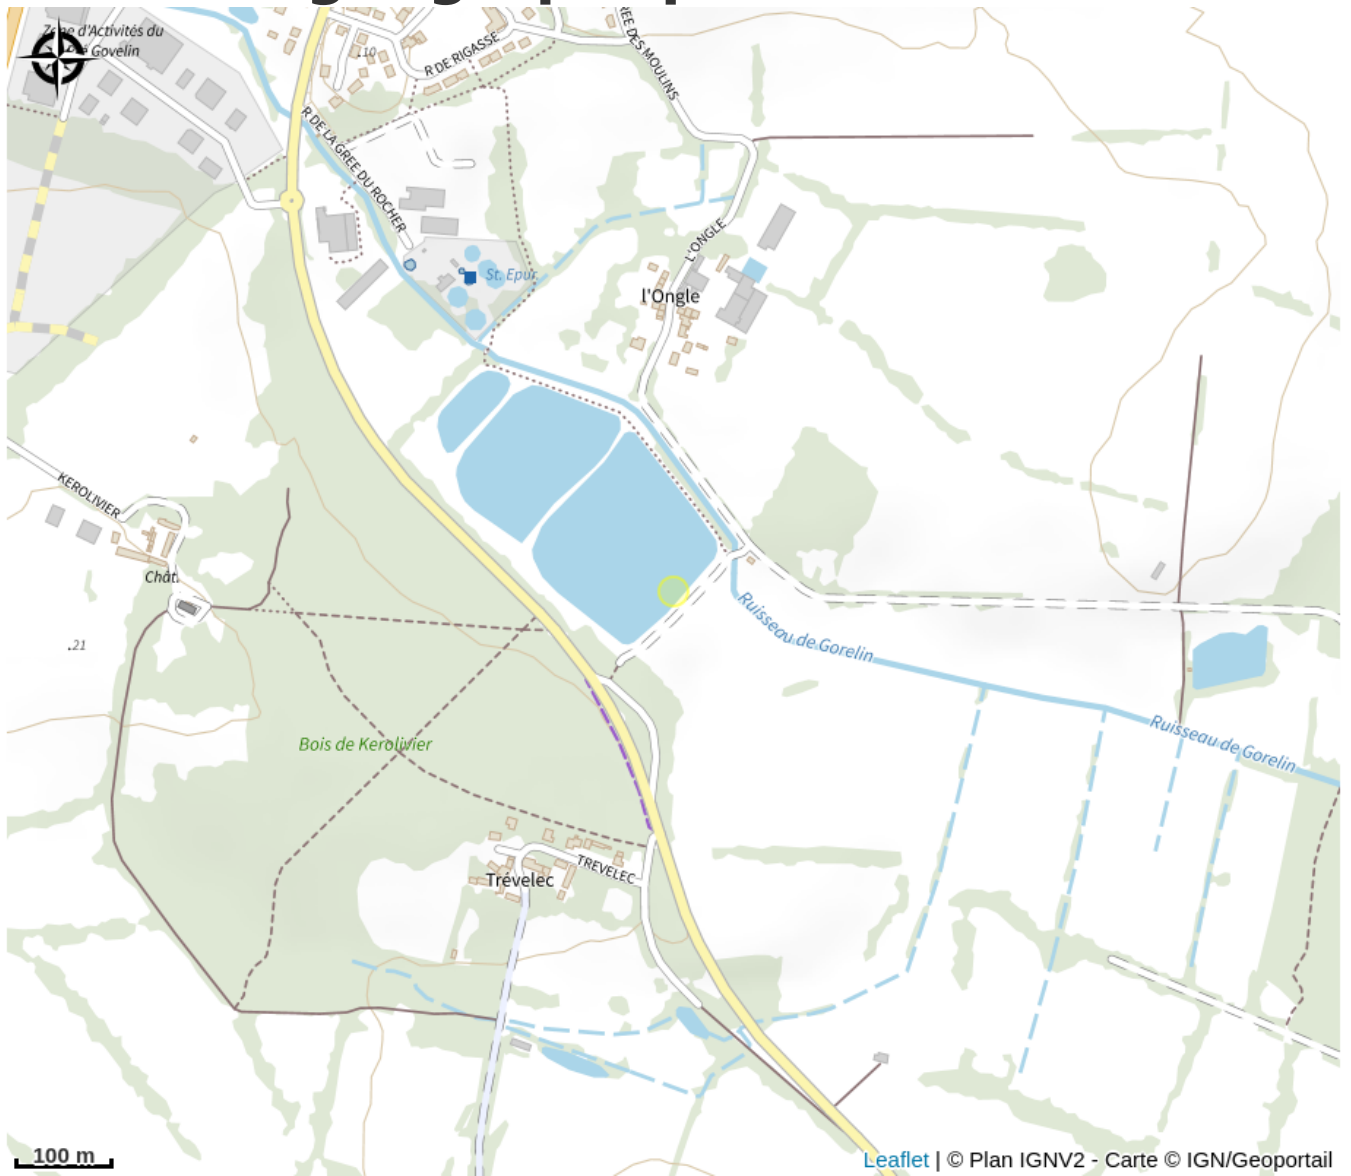 Zone d'Activités du
Govelin
.10
R DE RIGASSE
REE DES MOULINS
R DE LA GREE DU ROCHER
L'ONGLE
St. Epur.
l'Ongle
KEROLIVIER
Chât.
Ruisseau de Gorelin
.21
Ruisseau de Gorelin
Bois de Kerolivier
TREVELEC
Trévelec
100 m
Leaflet | © Plan IGNV2 - Carte © IGN/Geoportail